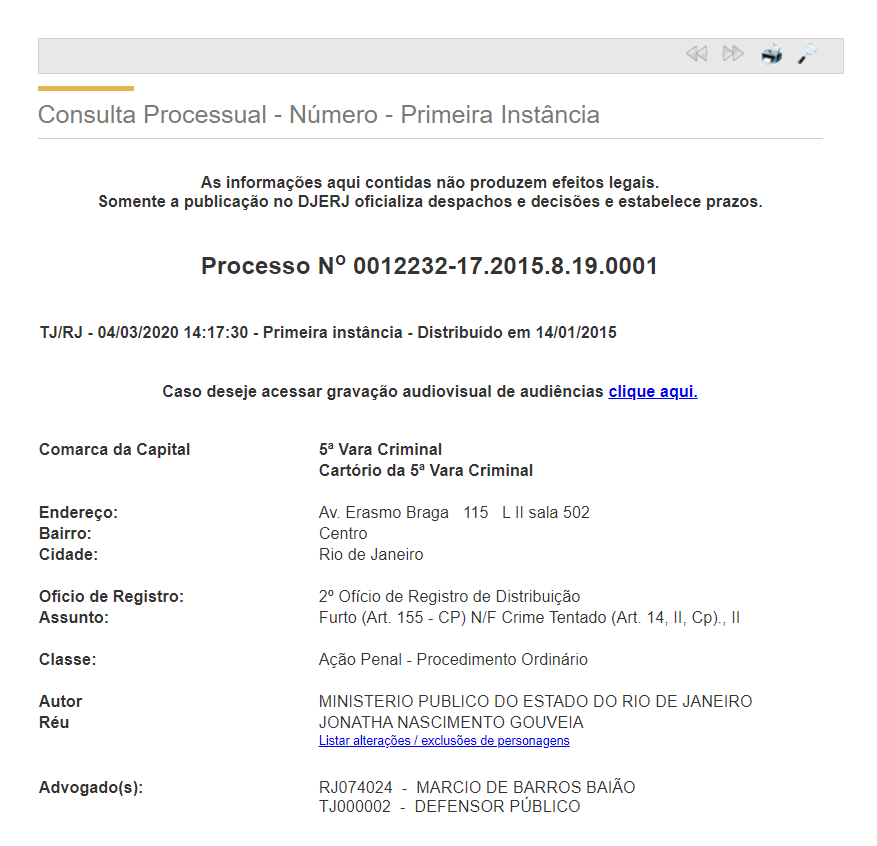 Consulta Processual - Número - Primeira Instância
As informações aqui contidas não produzem efeitos legais.
Somente a publicação no DJERJ oficializa despachos e decisões e estabelece prazos.
Processo Nº 0012232-17.2015.8.19.0001
TJ/RJ - 04/03/2020 14:17:30 - Primeira instância - Distribuído em 14/01/2015
Caso deseje acessar gravação audiovisual de audiências clique aqui.
Comarca da Capital 5ª Vara Criminal
Cartório da 5ª Vara Criminal
Endereço: Av. Erasmo Braga 115 L II sala 502
Bairro: Centro
Cidade: Rio de Janeiro
Ofício de Registro: 2º Ofício de Registro de Distribuição
Assunto: Furto (Art. 155 - CP) N/F Crime Tentado (Art. 14, II, Cp)., II
Classe: Ação Penal - Procedimento Ordinário
Autor MINISTERIO PUBLICO DO ESTADO DO RIO DE JANEIRO
Réu JONATHA NASCIMENTO GOUVEIA
Listar alterações / exclusões de personagens
Advogado(s): RJ074024 - MARCIO DE BARROS BAIÃO
TJ000002 - DEFENSOR PÚBLICO